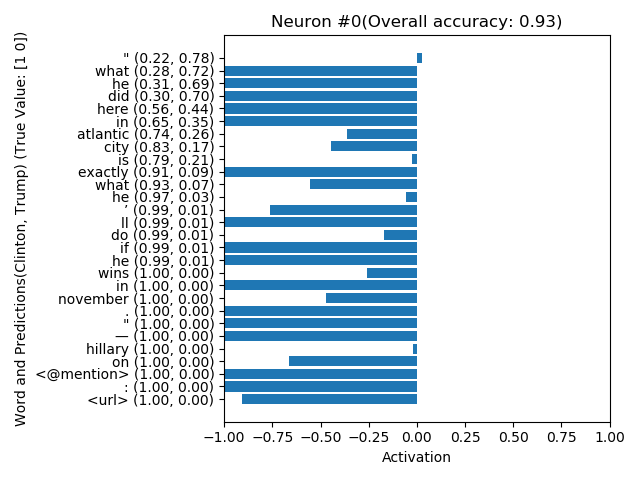 Neuron #0(Overall accuracy: 0.93)
Word and Predictions(Clinton, Trump) (True Value: [1 0])
" (0.22, 0.78)
what (0.28, 0.72)
he (0.31, 0.69)
did (0.30, 0.70)
here (0.56, 0.44)
in (0.65, 0.35)
atlantic (0.74, 0.26)
city (0.83, 0.17)
is (0.79, 0.21)
exactly (0.91, 0.09)
what (0.93, 0.07)
he (0.97, 0.03)
’ (0.99, 0.01)
ll (0.99, 0.01)
do (0.99, 0.01)
if (0.99, 0.01)
he (0.99, 0.01)
wins (1.00, 0.00)
in (1.00, 0.00)
november (1.00, 0.00)
. (1.00, 0.00)
" (1.00, 0.00)
— (1.00, 0.00)
hillary (1.00, 0.00)
on (1.00, 0.00)
<@mention> (1.00, 0.00)
: (1.00, 0.00)
<url> (1.00, 0.00)
−1.00 −0.75 −0.50 −0.25 0.00 0.25 0.50 0.75 1.00
Activation